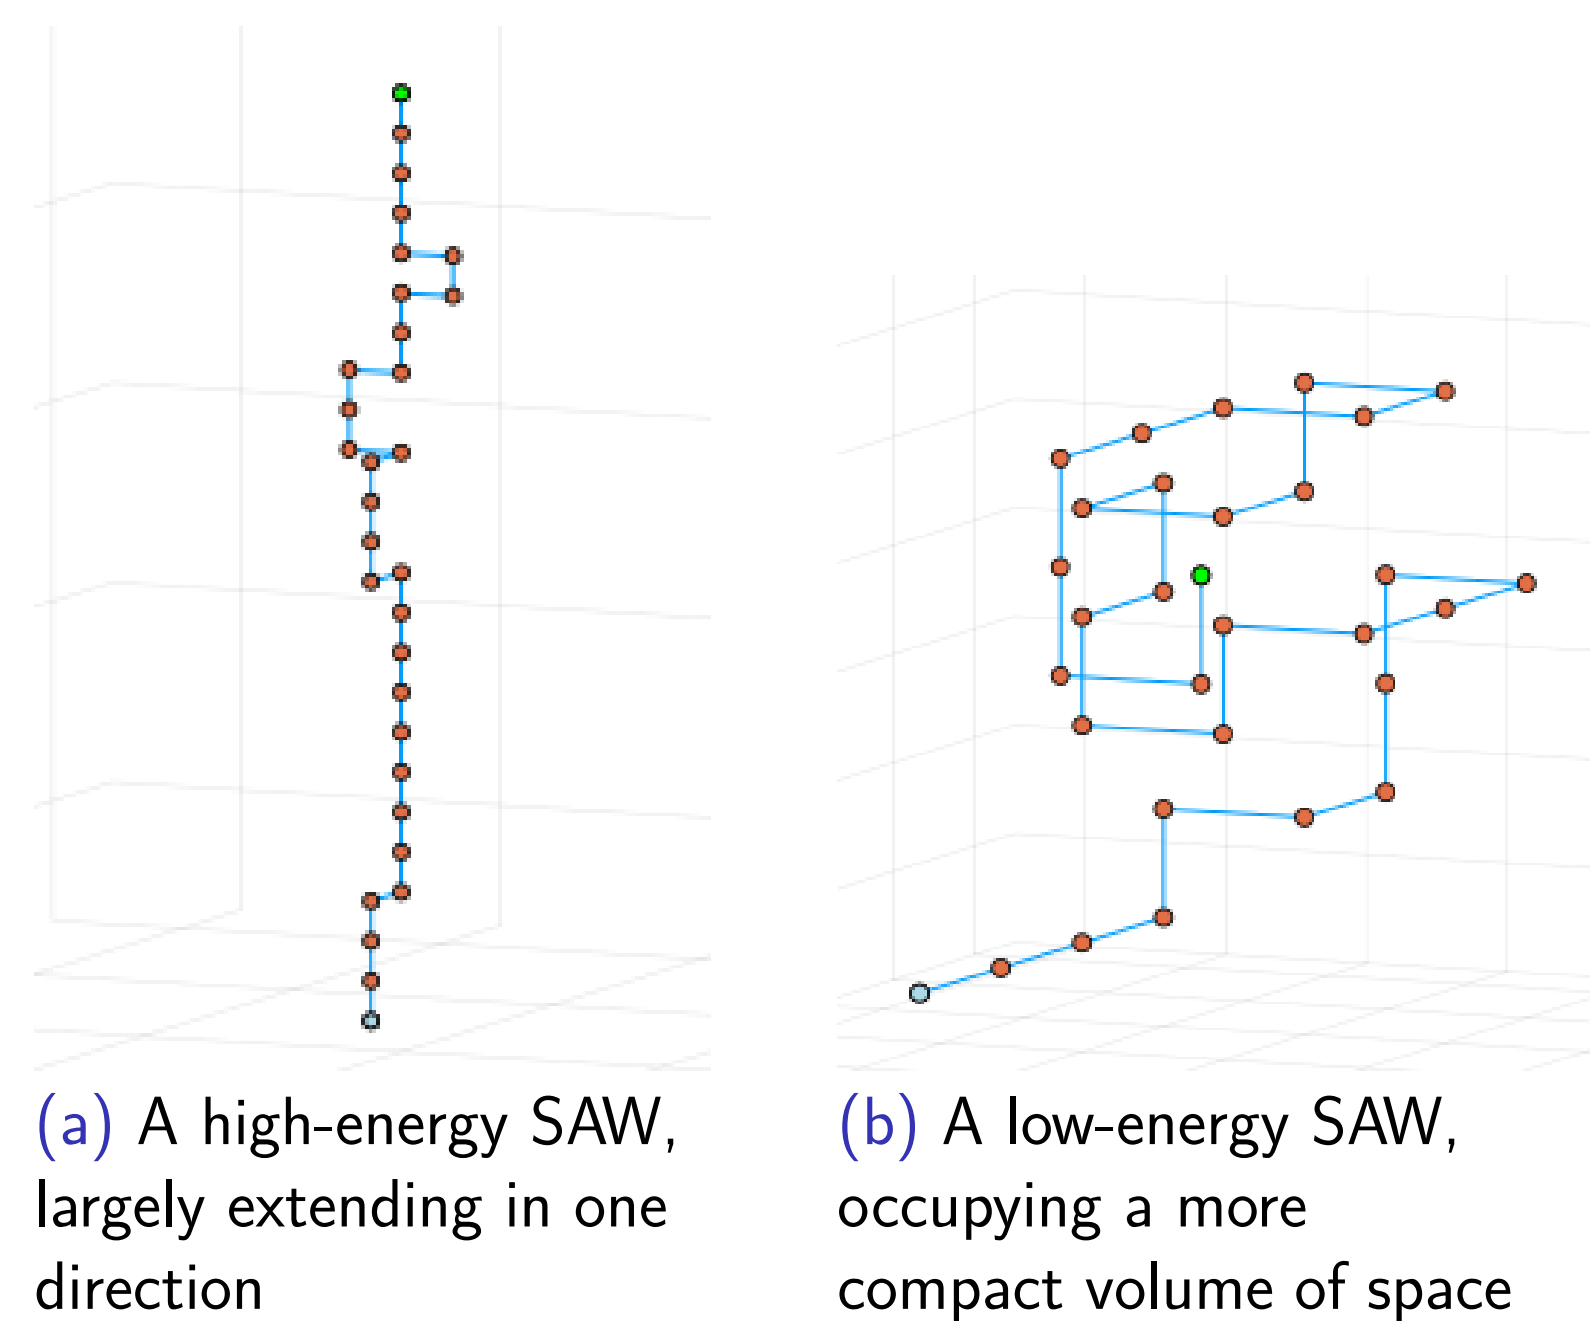 (a) A high-energy SAW,
largely extending in one
direction
(b) A low-energy SAW,
occupying a more
compact volume of space